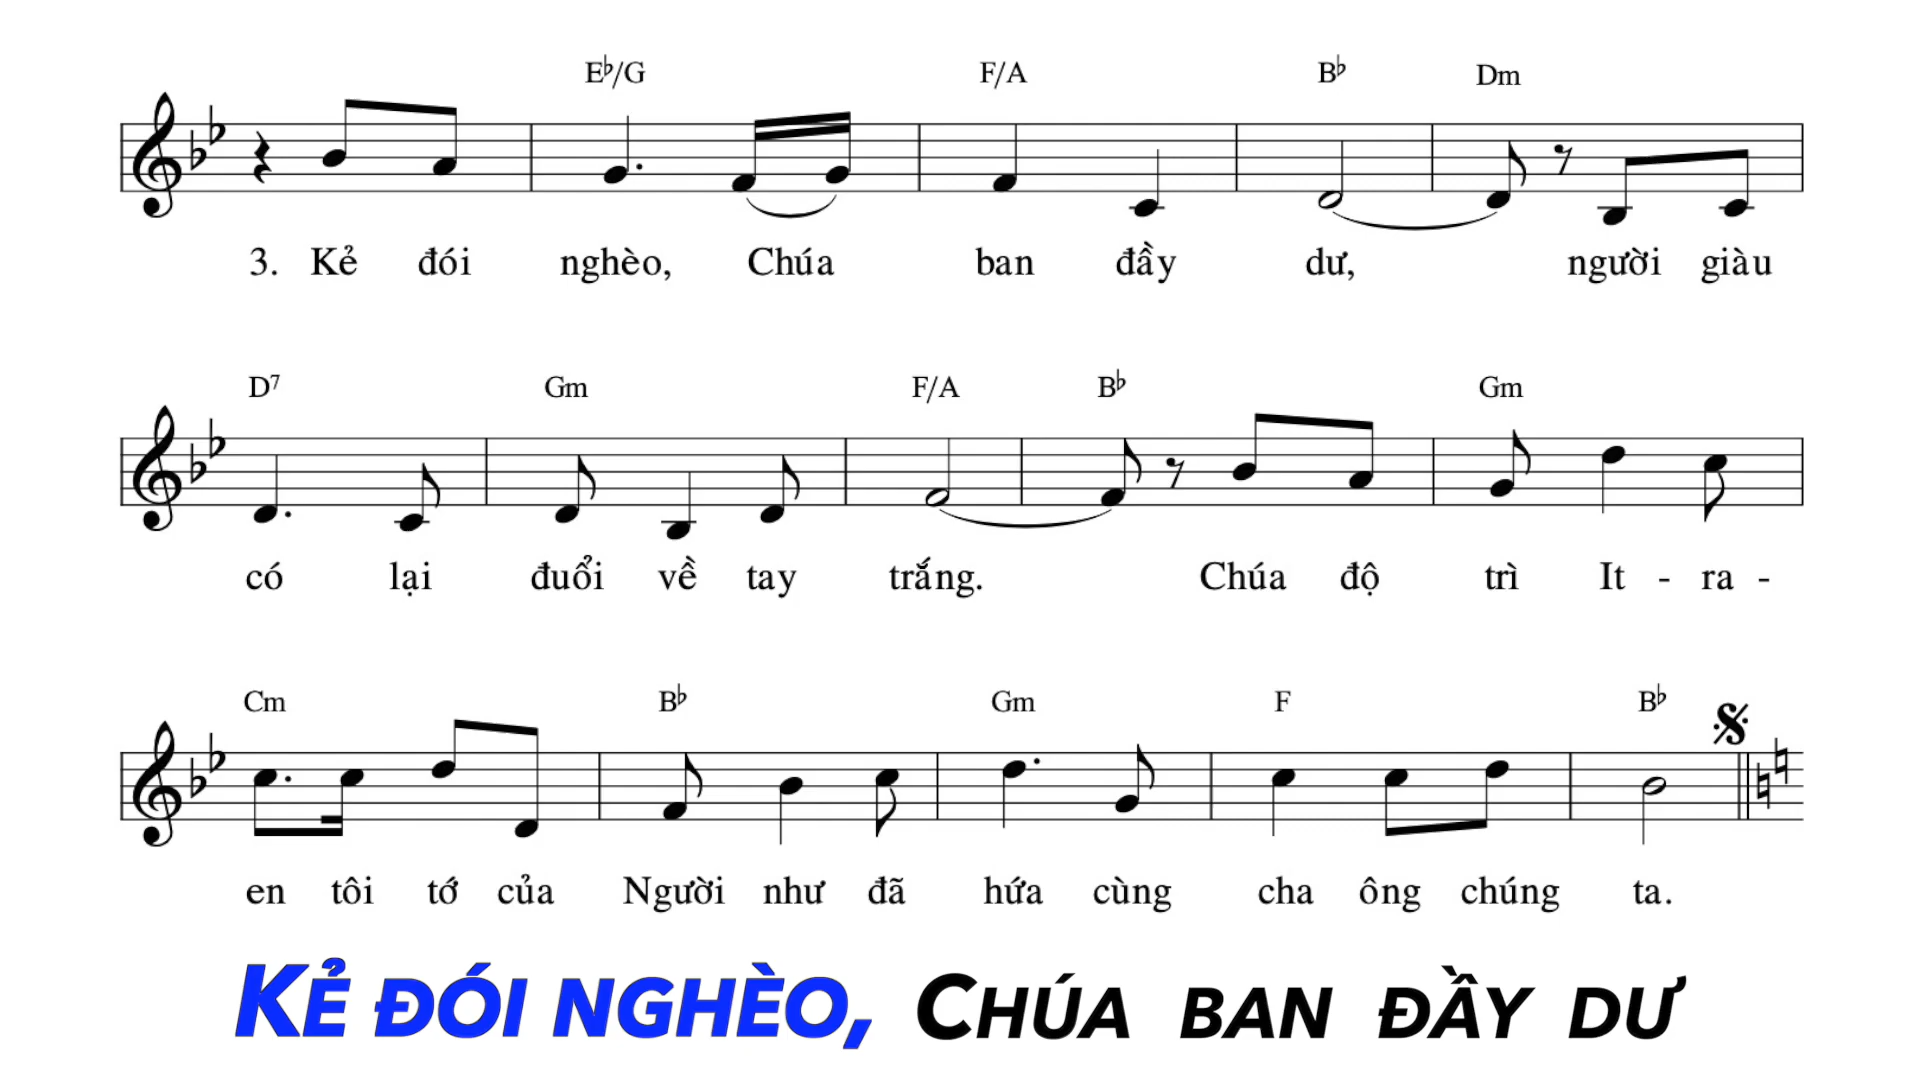 E♭/G F/A B♭ Dm
3. Kẻ đói nghèo, Chúa ban đầy dư, người giàu
D7 Gm F/A B♭ Gm
có lại đuổi về tay trắng. Chúa độ trì It - ra -
Cm B♭ Gm F B♭
en tôi tớ của Người như đã hứa cùng cha ông chúng ta.
KẺ ĐÓI NGHÈO, CHÚA BAN ĐẦY DƯ